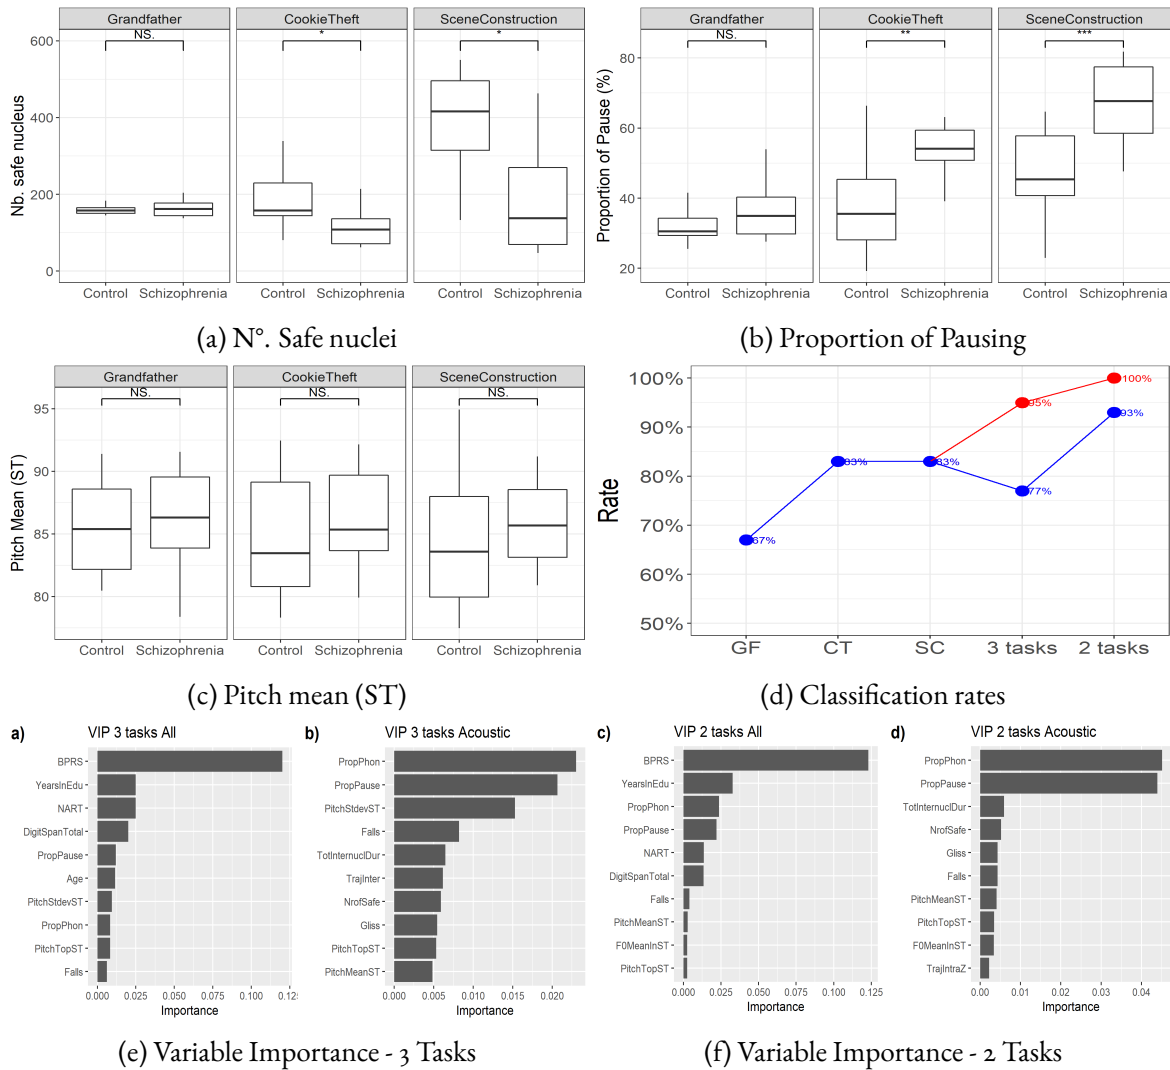 Grandfather
CookieTheft
SceneConstruction
NS.
*
*
600
400
200
0
Nb. safe nucleus
Control
Schizophrenia
Control
Schizophrenia
Control
Schizophrenia
(a) N°. Safe nuclei
Grandfather
CookieTheft
SceneConstruction
NS.
**
***
80
60
40
20
Proportion of Pause (%)
Control
Schizophrenia
Control
Schizophrenia
Control
Schizophrenia
(b) Proportion of Pausing
Grandfather
CookieTheft
SceneConstruction
NS.
NS.
NS.
95
90
85
80
Pitch Mean (ST)
Control
Schizophrenia
Control
Schizophrenia
Control
Schizophrenia
(c) Pitch mean (ST)
100%
90%
80%
70%
60%
50%
Rate
67%
83%
83%
95%
77%
100%
93%
GF
CT
SC
3 tasks
2 tasks
(d) Classification rates
a)
VIP 3 tasks All
BPRS
YearsInEdu
NART
DigitSpanTotal
PropPause
Age
PitchStdevST
PropPhon
PitchTopST
Falls
0.000
0.025
0.050
0.075
0.100
0.12
Importance
b)
VIP 3 tasks Acoustic
PropPhon
PropPause
PitchStdevST
Falls
TotInternuclDur
TrajInter
NrofSafe
Gliss
PitchTopST
PitchMeanST
0.000
0.005
0.010
0.015
0.020
Importance
(e) Variable Importance - 3 Tasks
c)
VIP 2 tasks All
BPRS
YearsInEdu
PropPhon
PropPause
NART
DigitSpanTotal
Falls
PitchMeanST
F0MeanInST
PitchTopST
0.000
0.025
0.050
0.075
0.100
0.125
Importance
d)
VIP 2 tasks Acoustic
PropPhon
PropPause
TotInternuclDur
NrofSafe
Gliss
Falls
PitchMeanST
PitchTopST
F0MeanInST
TrajIntraZ
0.00
0.01
0.02
0.03
0.04
Importance
(f) Variable Importance - 2 Tasks